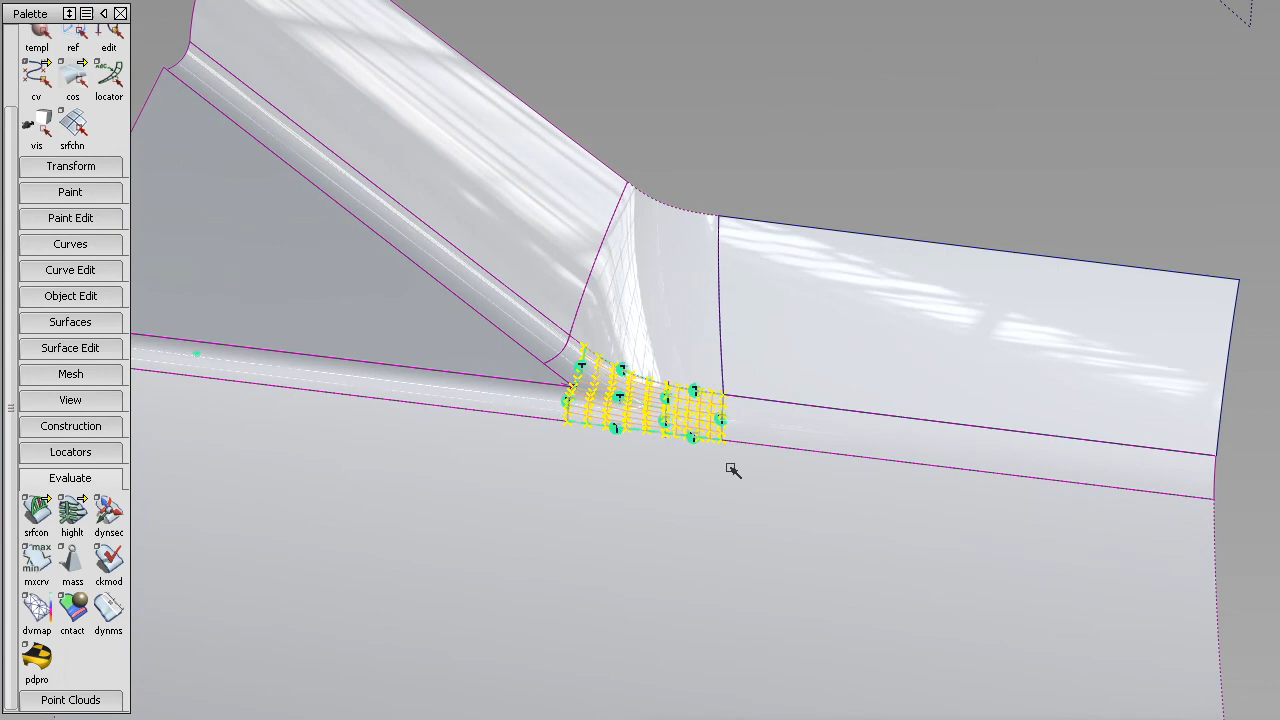 Palette
templ ref edit
cv cos locator
vis srfchn
Transform
Paint
Paint Edit
Curves
Curve Edit
Object Edit
Surfaces
Surface Edit
Mesh
View
Construction
Locators
Evaluate
srfcon highlt dynsec
max
min
mxcrv mass ckmod
dvmap cntact dynms
pdpro
Point Clouds